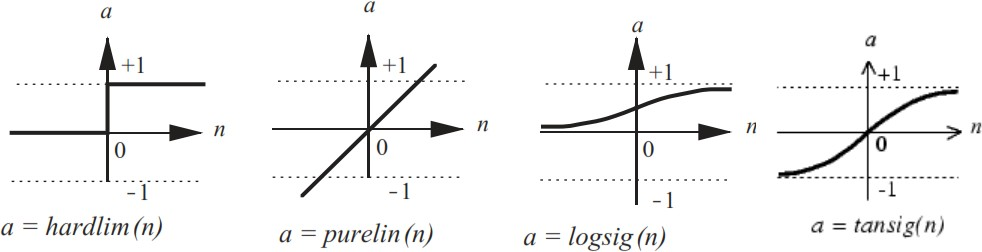 a
+1
n
0
-1
a = hardlim (n)
a
+1
n
0
-1
a = purelin (n)
a
+1
n
0
-1
a = logsig (n)
a
+1
n
0
-1
a = tansig(n)